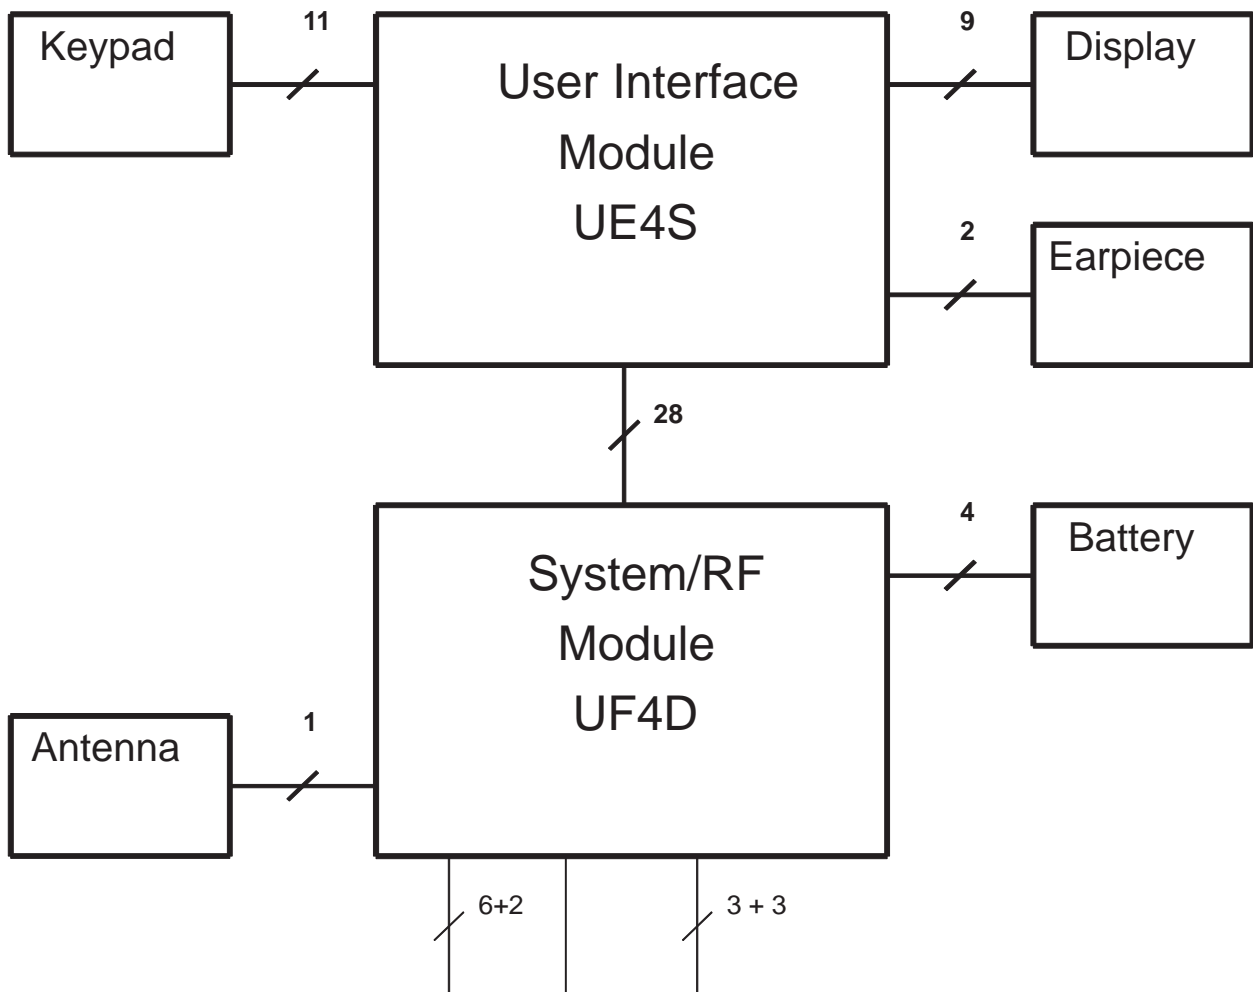 Keypad
11
User Interface
Module
UE4S
9
Display
2
Earpiece
28
System/RF
Module
UF4D
4
Battery
Antenna
1
6+2
3 + 3